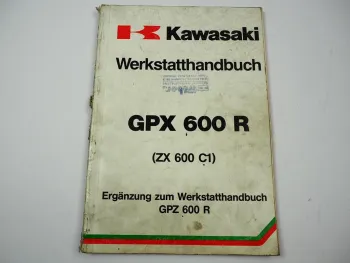 Kawasaki
Werkstatthandbuch
GPX 600 R
(ZX 600 C1)
Ergänzung zum Werkstatthandbuch
GPZ 600 R